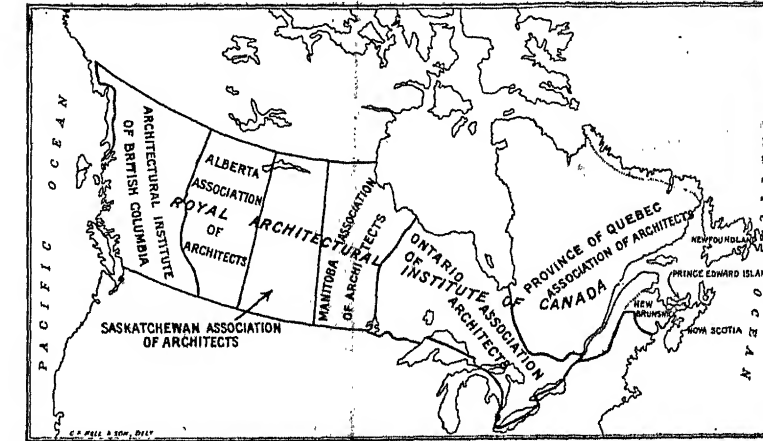 PACIFIC OCEAN
ARCHITECTURAL INSTITUTE
OF BRITISH COLUMBIA
ALBERTA
ASSOCIATION
OF
ARCHITECTS
ROYAL ARCHITECTURAL INSTITUTE OF CANADA
SASKATCHEWAN ASSOCIATION
OF ARCHITECTS
MANITOBA ASSOCIATION
OF ARCHITECTS
ONTARIO ASSOCIATION
OF
ARCHITECTS
PROVINCE OF QUEBEC
ASSOCIATION OF ARCHITECTS
NEWFOUNDLAND
PRINCE EDWARD ISLAN
NEW
BRUNSWICK
NOVA SCOTIA
OCEAN